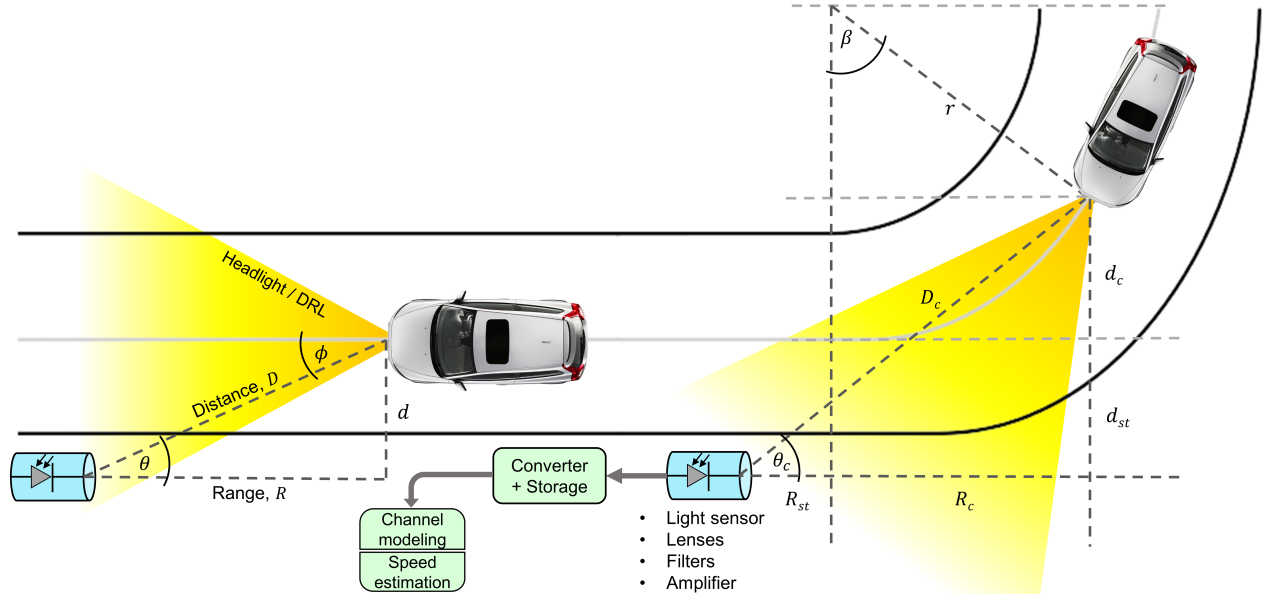 β
r
Headlight / DRL
ϕ
Distance, D
d
θ
Range, R
D_c
d_c
d_st
θ_c
R_st
R_c
Converter
+ Storage
Channel
modeling
Speed
estimation
• Light sensor
• Lenses
• Filters
• Amplifier